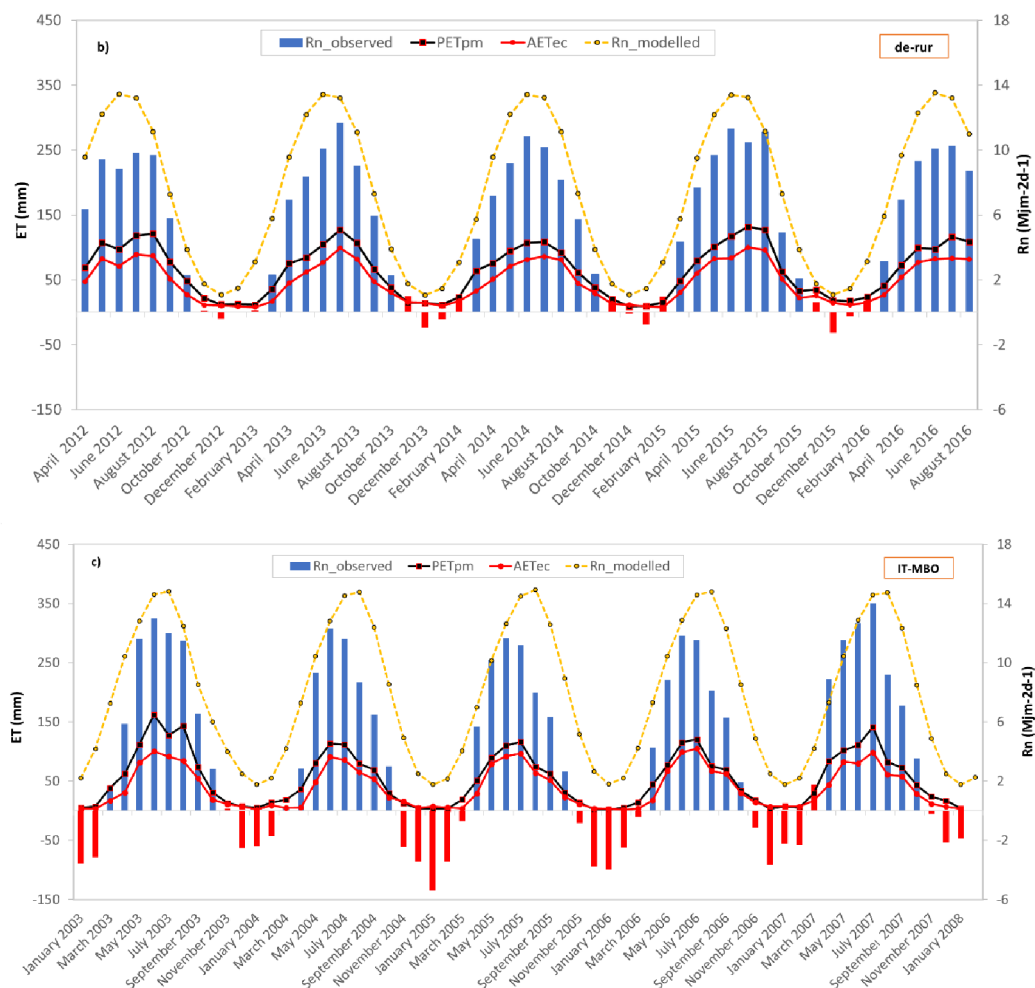 450 18
b) Rn_observed PETpm AETec Rn_modelled de-rur
350 14
250 10
150 6
50 2
-50 -2
-150 -6
ET (mm)
Rn (Mjm-2d-1)
April 2012
June 2012
August 2012
October 2012
December 2012
February 2013
April 2013
June 2013
August 2013
October 2013
December 2013
February 2014
April 2014
June 2014
August 2014
October 2014
December 2014
February 2015
April 2015
June 2015
August 2015
October 2015
December 2015
February 2016
April 2016
June 2016
August 2016
450 18
c) Rn_observed PETpm AETec Rn_modelled IT-MBO
350 14
250 10
150 6
50 2
-50 -2
-150 -6
ET (mm)
Rn (Mjm-2d-1)
January 2003
March 2003
May 2003
July 2003
September 2003
November 2003
January 2004
March 2004
May 2004
July 2004
September 2004
November 2004
January 2005
March 2005
May 2005
July 2005
September 2005
November 2005
January 2006
March 2006
May 2006
July 2006
September 2006
November 2006
January 2007
March 2007
May 2007
July 2007
September 2007
November 2007
January 2008